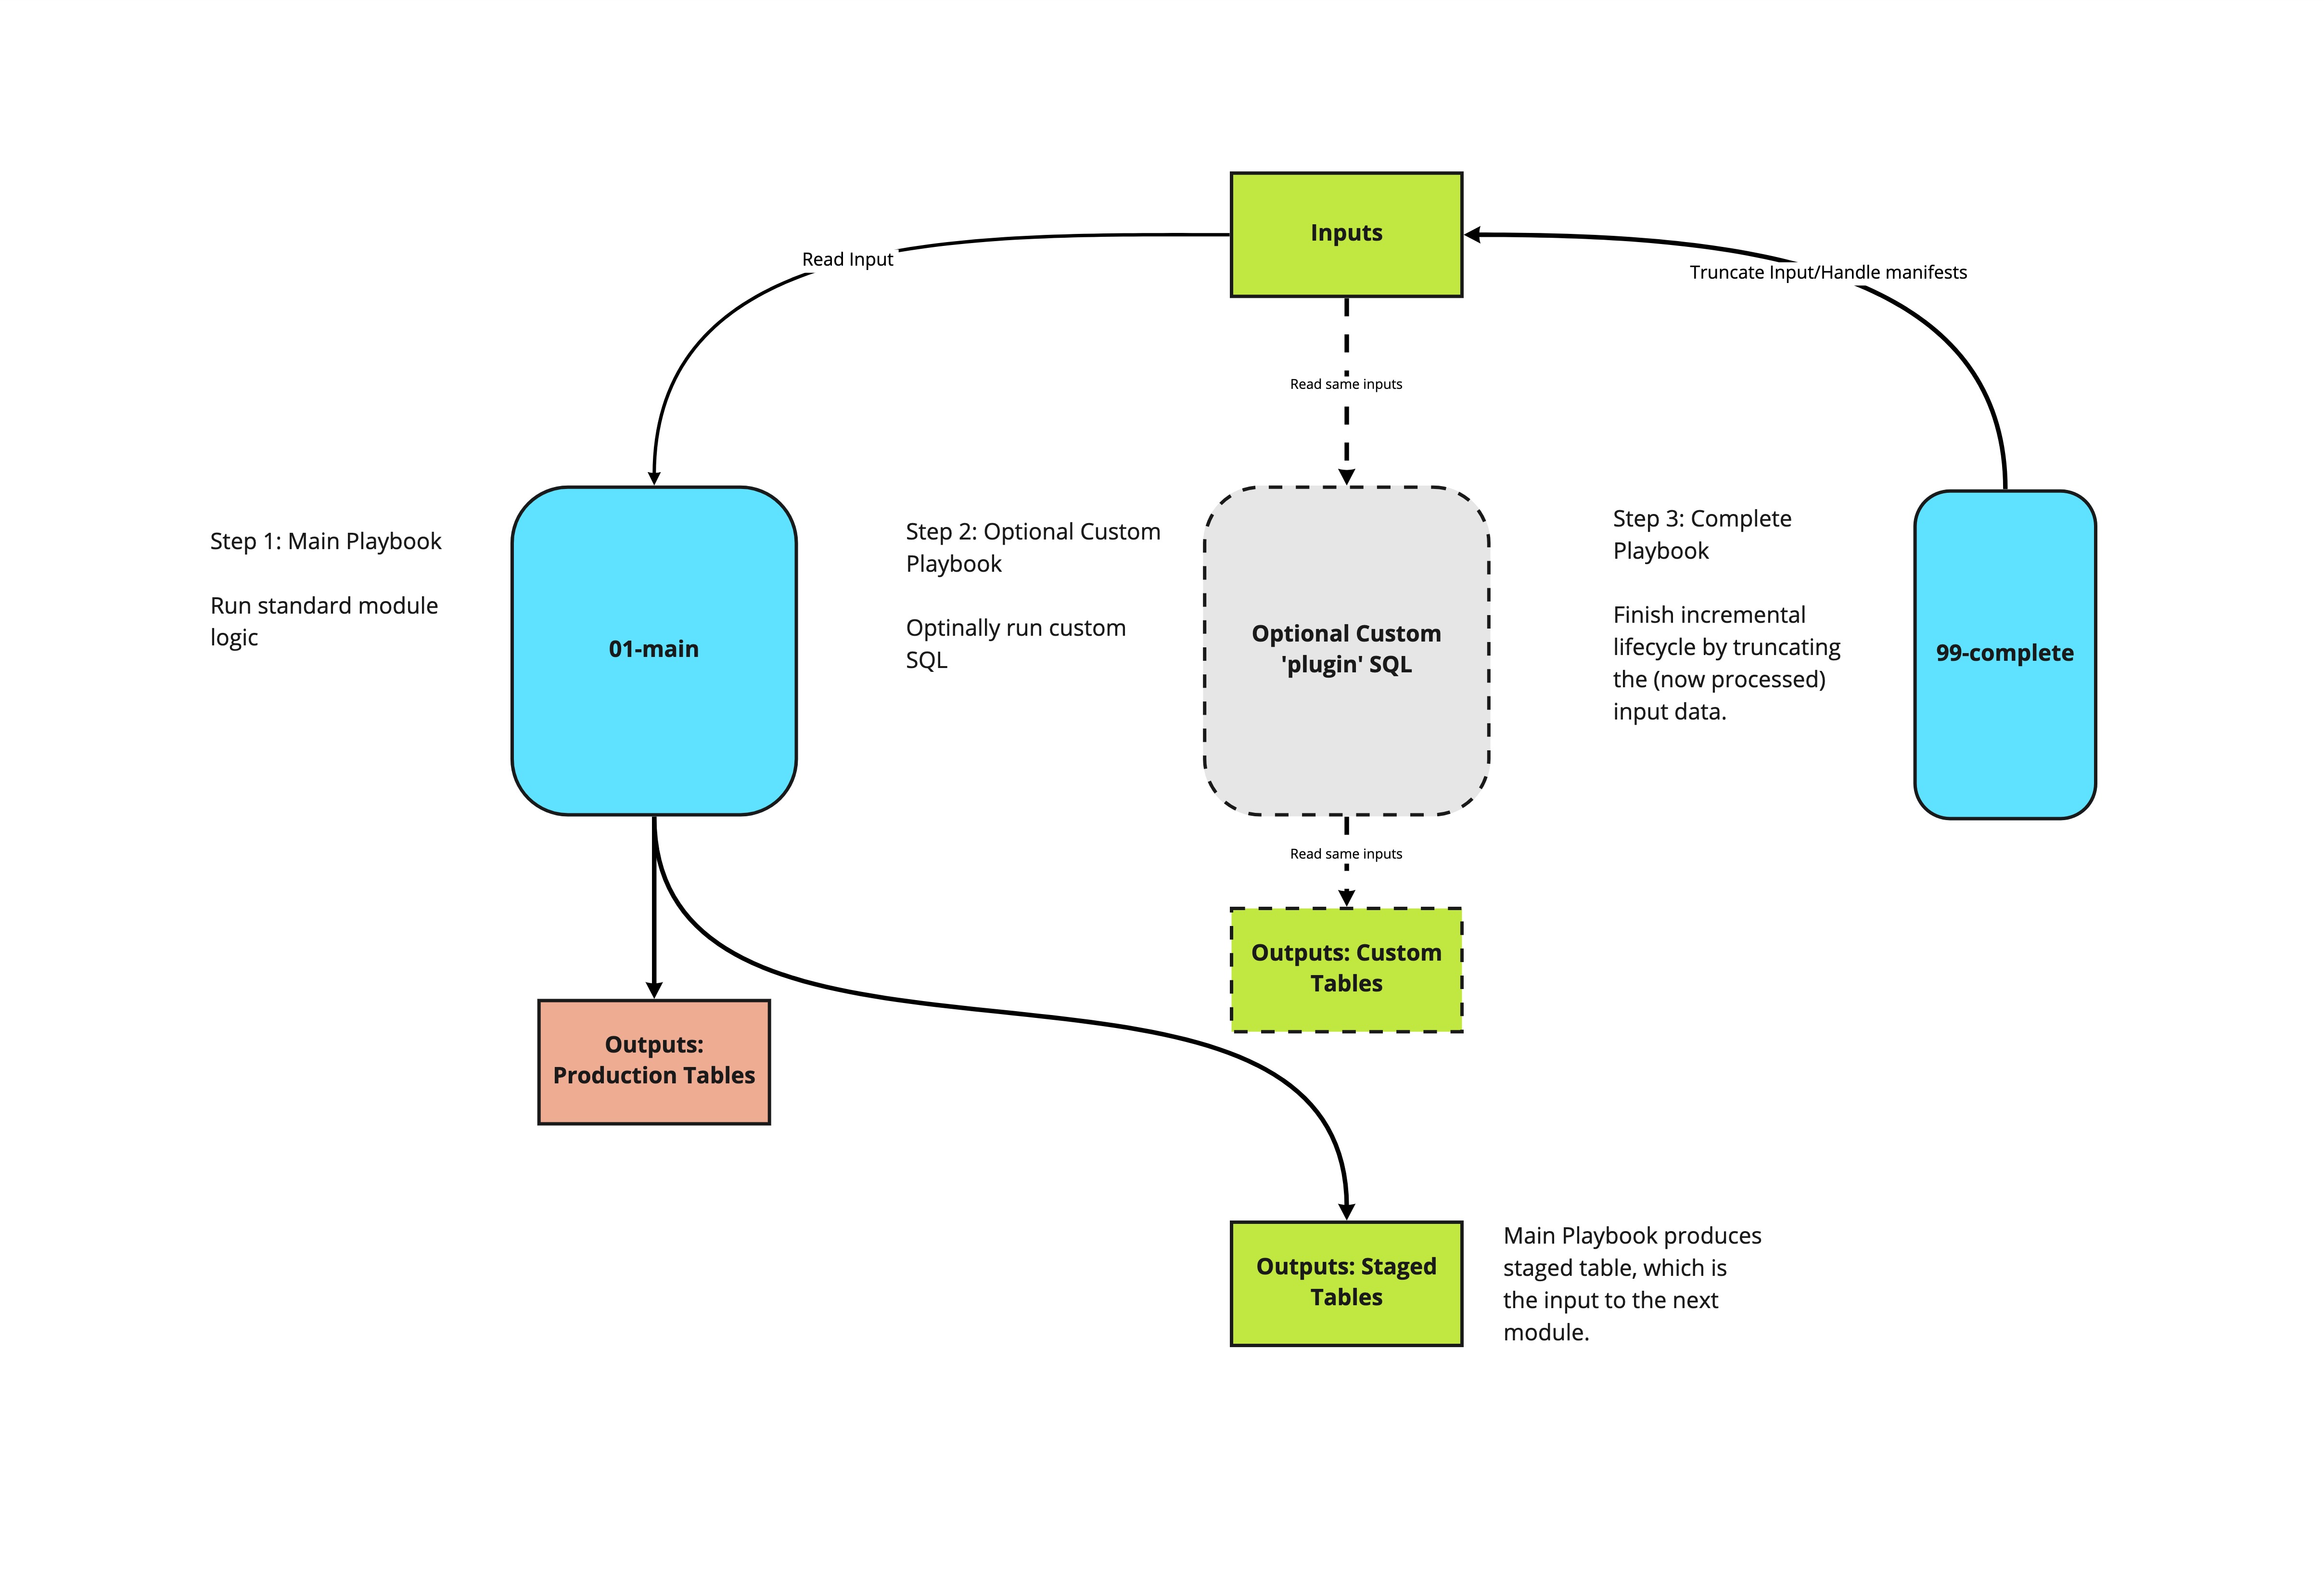 Inputs
Read Input
Truncate Input/Handle manifests
Read same inputs
Step 1: Main Playbook
Run standard module
logic
01-main
Step 2: Optional Custom
Playbook
Optinally run custom
SQL
Optional Custom
'plugin' SQL
Step 3: Complete
Playbook
Finish incremental
lifecycle by truncating
the (now processed)
input data.
99-complete
Read same inputs
Outputs: Custom
Tables
Outputs:
Production Tables
Outputs: Staged
Tables
Main Playbook produces
staged table, which is
the input to the next
module.